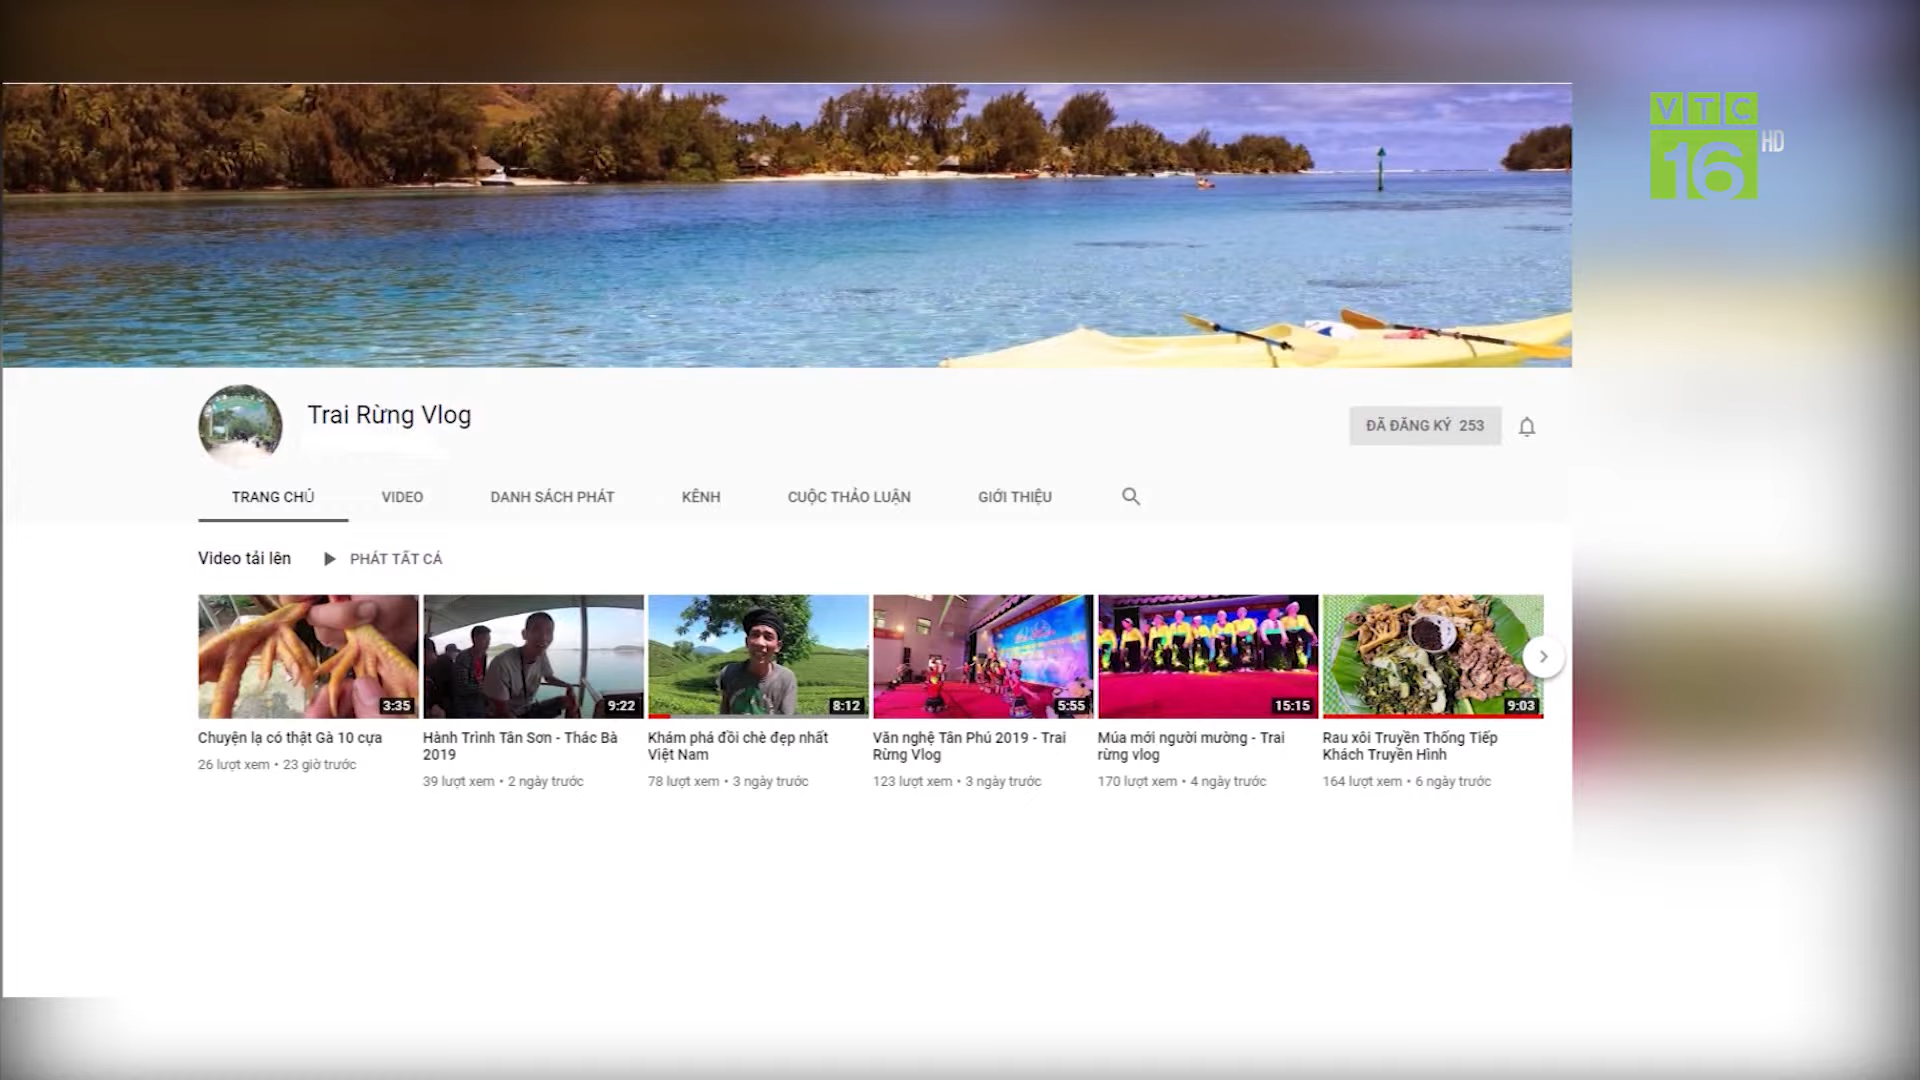 VTC
16 HD
Trai Rừng Vlog
ĐÃ ĐĂNG KÝ 253
TRANG CHỦ VIDEO DANH SÁCH PHÁT KÊNH CUỘC THẢO LUẬN GIỚI THIỆU
Video tải lên PHÁT TẤT CẢ
3:35
9:22
8:12
5:55
15:15
9:03
Chuyện lạ có thật Gà 10 cựa
26 lượt xem • 23 giờ trước
Hành Trình Tân Sơn - Thác Bà
2019
39 lượt xem • 2 ngày trước
Khám phá đồi chè đẹp nhất
Việt Nam
78 lượt xem • 3 ngày trước
Văn nghệ Tân Phú 2019 - Trai
Rừng Vlog
123 lượt xem • 3 ngày trước
Múa mới người mường - Trai
rừng vlog
170 lượt xem • 4 ngày trước
Rau xôi Truyền Thống Tiếp
Khách Truyền Hình
164 lượt xem • 6 ngày trước